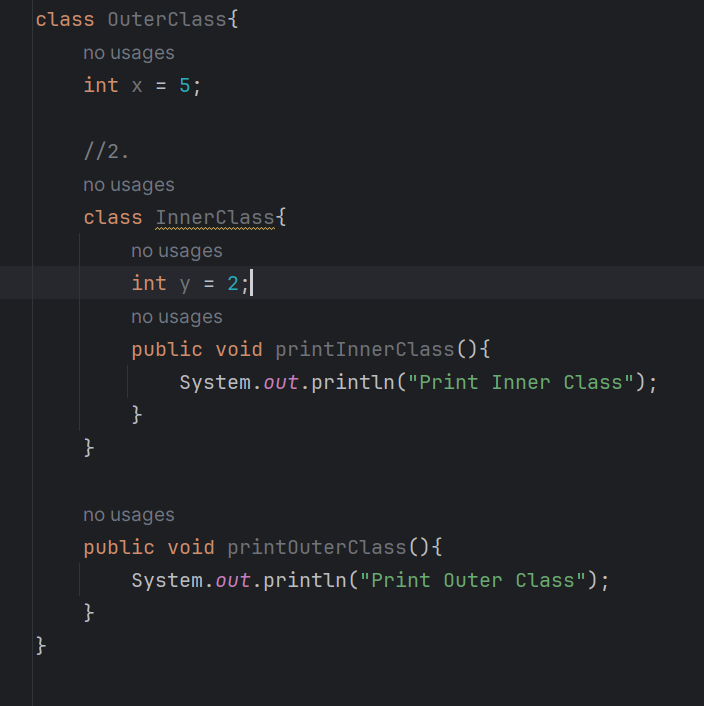 class OuterClass{
no usages
int x = 5;
//2.
no usages
class InnerClass{
no usages
int y = 2;
no usages
public void printInnerClass(){
System.out.println("Print Inner Class");
}
}
no usages
public void printOuterClass(){
System.out.println("Print Outer Class");
}
}